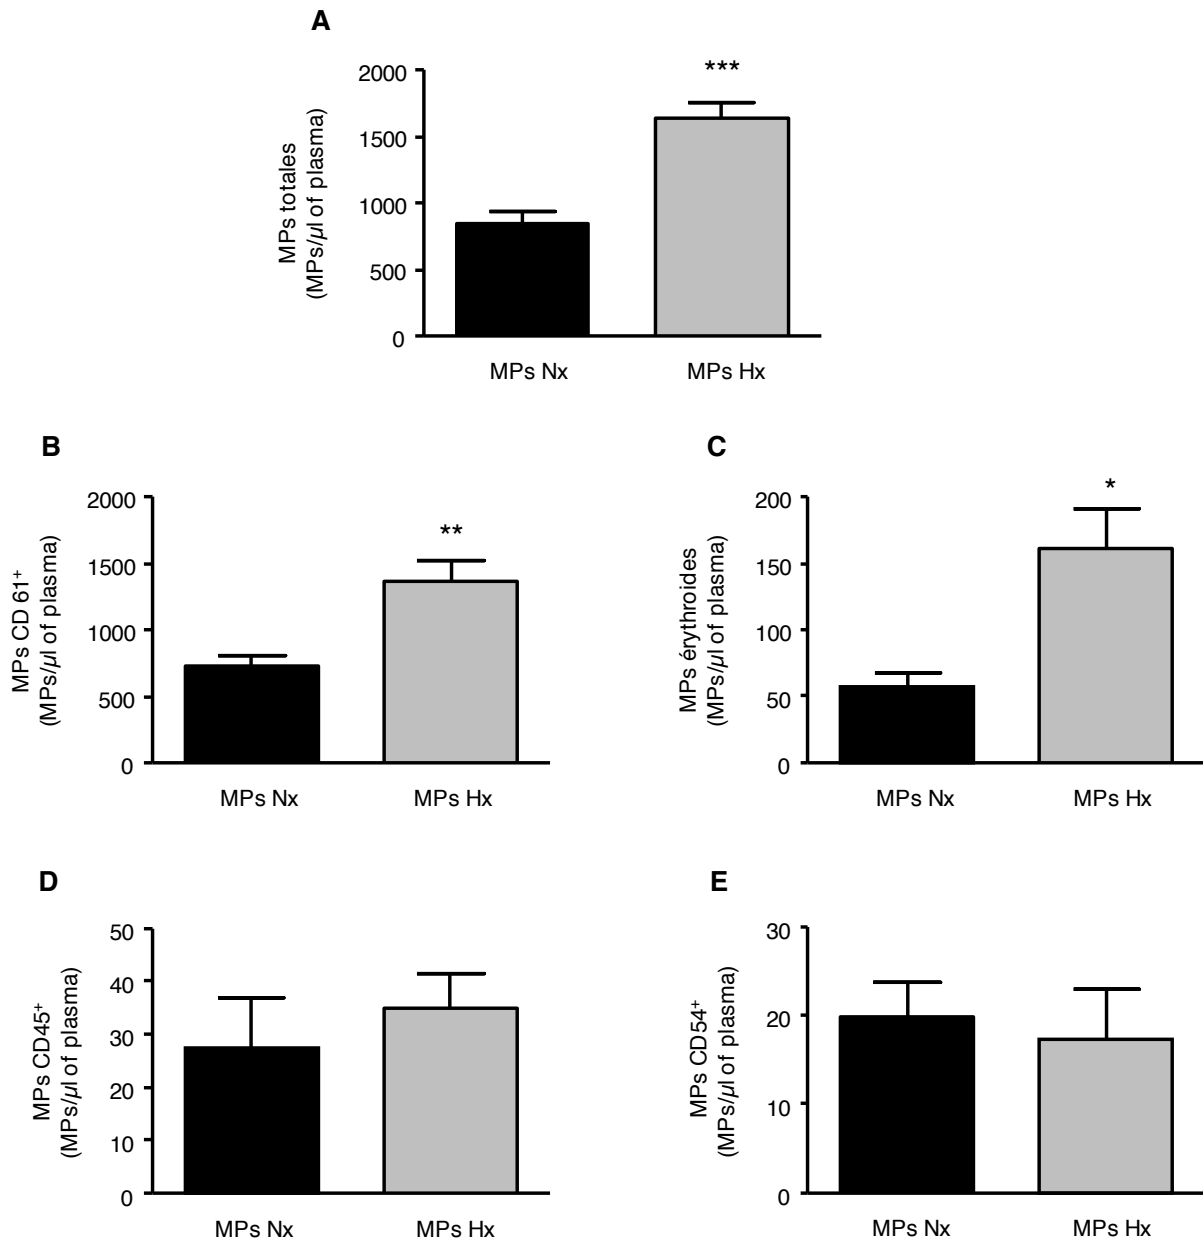 A
MPs totales
(MPs/µl of plasma)
2000
1500
1000
500
0
***
MPs Nx
MPs Hx
B
MPs CD 61⁺
(MPs/µl of plasma)
2000
1500
1000
500
0
**
MPs Nx
MPs Hx
C
MPs érythroides
(MPs/µl of plasma)
200
150
100
50
0
*
MPs Nx
MPs Hx
D
MPs CD45⁺
(MPs/µl of plasma)
50
40
30
20
10
0
MPs Nx
MPs Hx
E
MPs CD54⁺
(MPs/µl of plasma)
30
20
10
0
MPs Nx
MPs Hx